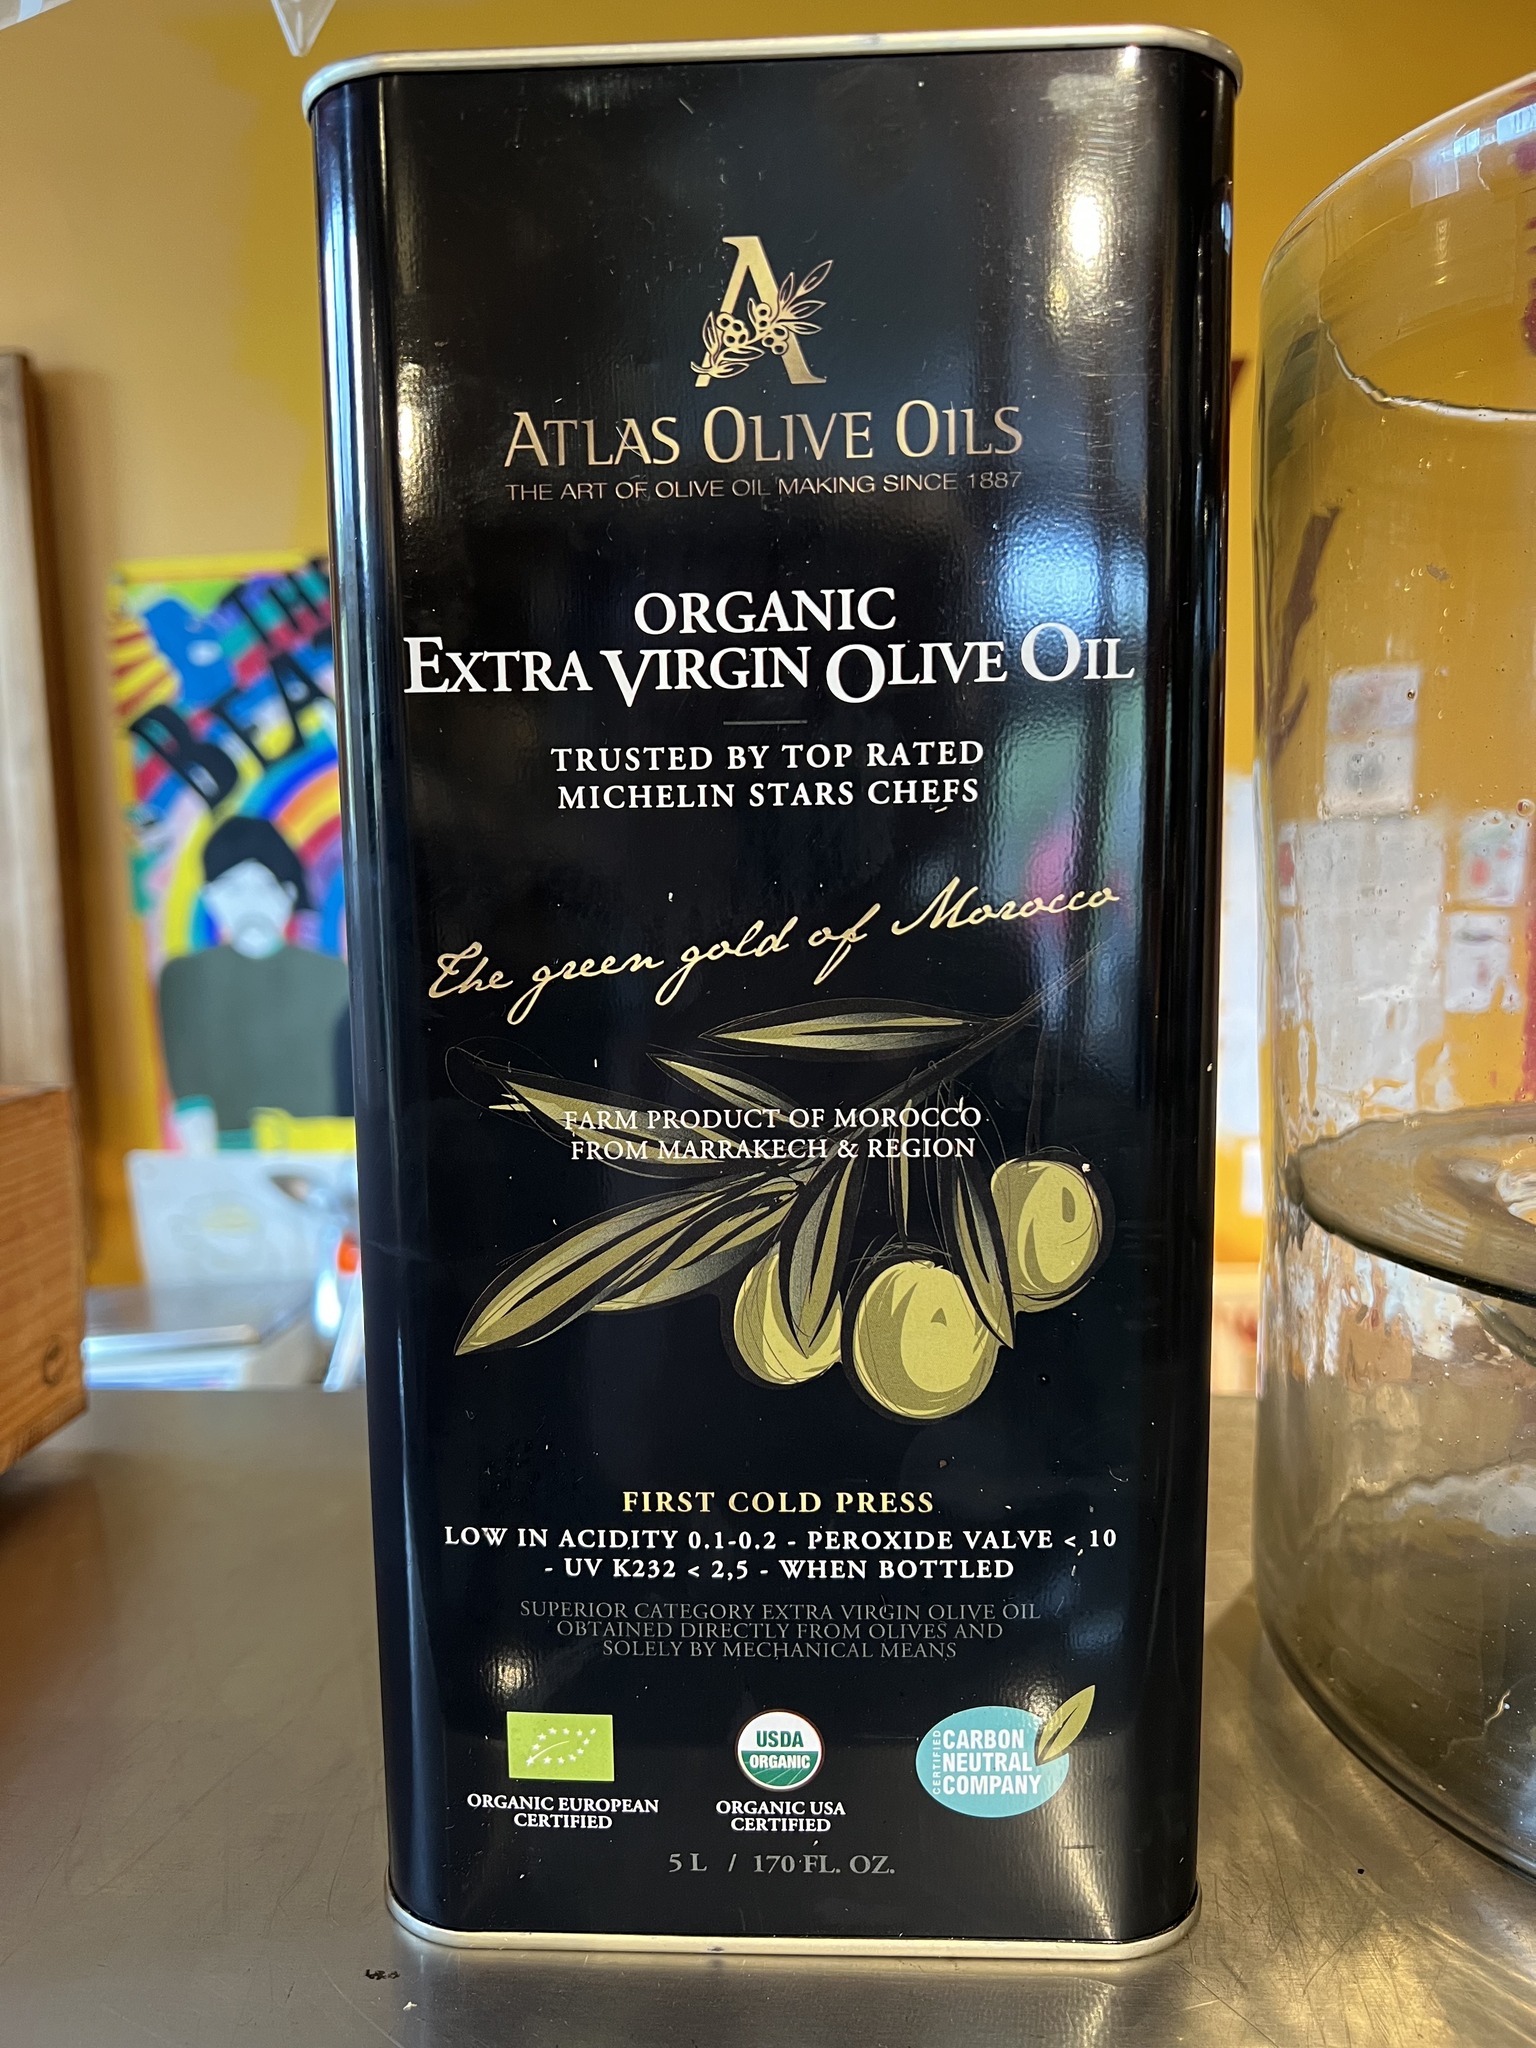 ATLAS OLIVE OILS
THE ART OF OLIVE OIL MAKING SINCE 1887
ORGANIC
EXTRA VIRGIN OLIVE OIL
TRUSTED BY TOP RATED
MICHELIN STARS CHEFS
The green gold of Morocco
FARM PRODUCT OF MOROCCO
FROM MARRAKECH & REGION
FIRST COLD PRESS
LOW IN ACIDITY 0.1-0.2 - PEROXIDE VALVE < 10
- UV K232 < 2,5 - WHEN BOTTLED
SUPERIOR CATEGORY EXTRA VIRGIN OLIVE OIL
OBTAINED DIRECTLY FROM OLIVES AND
SOLELY BY MECHANICAL MEANS
USDA
ORGANIC
CERTIFIED
CARBON
NEUTRAL
COMPANY
ORGANIC EUROPEAN
CERTIFIED
ORGANIC USA
CERTIFIED
5 L / 170 FL. OZ.